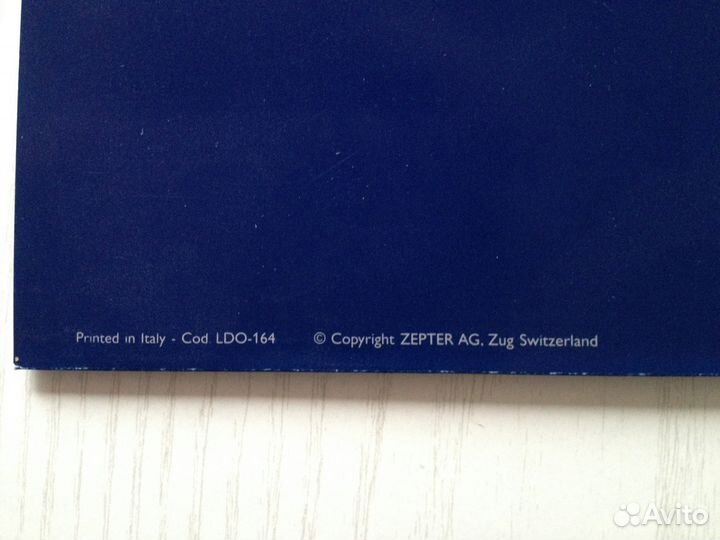 Printed in Italy - Cod. LDO-164 © Copyright ZEPTER AG, Zug Switzerland
Avito